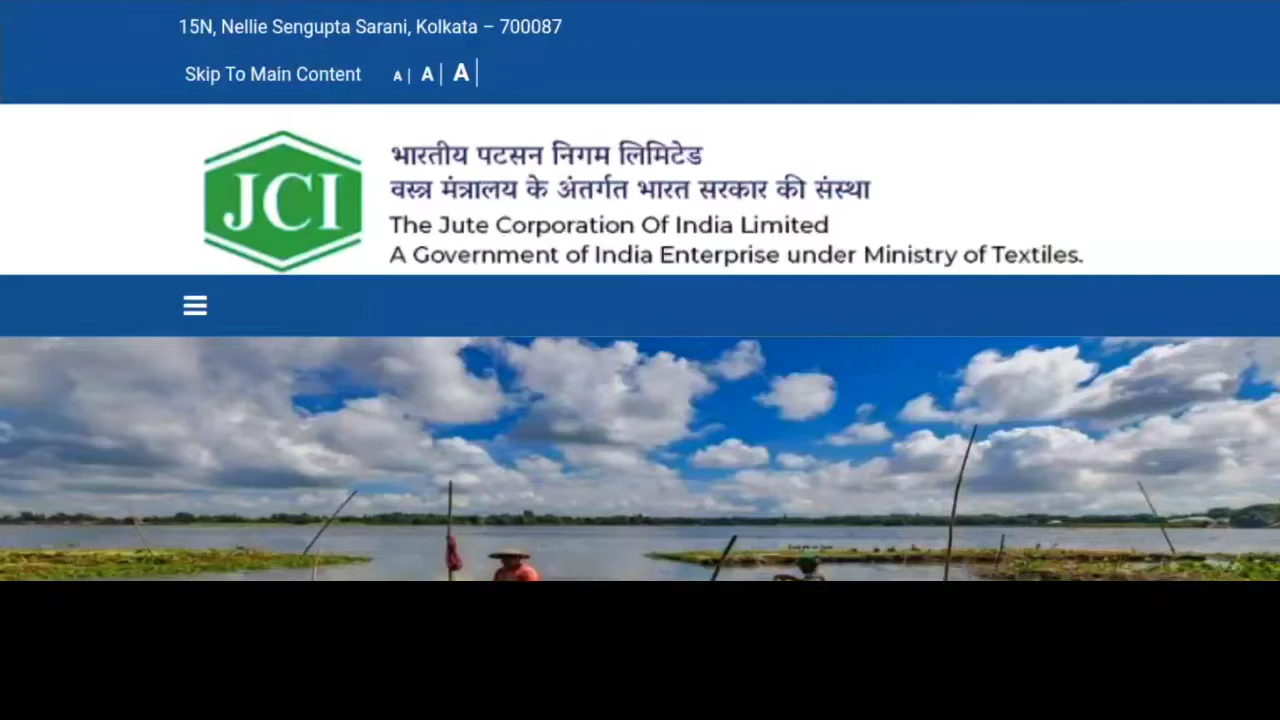 15N, Nellie Sengupta Sarani, Kolkata – 700087
Skip To Main Content A | A | A |
JCI
भारतीय पटसन निगम लिमिटेड
वस्त्र मंत्रालय के अंतर्गत भारत सरकार की संस्था
The Jute Corporation Of India Limited
A Government of India Enterprise under Ministry of Textiles.